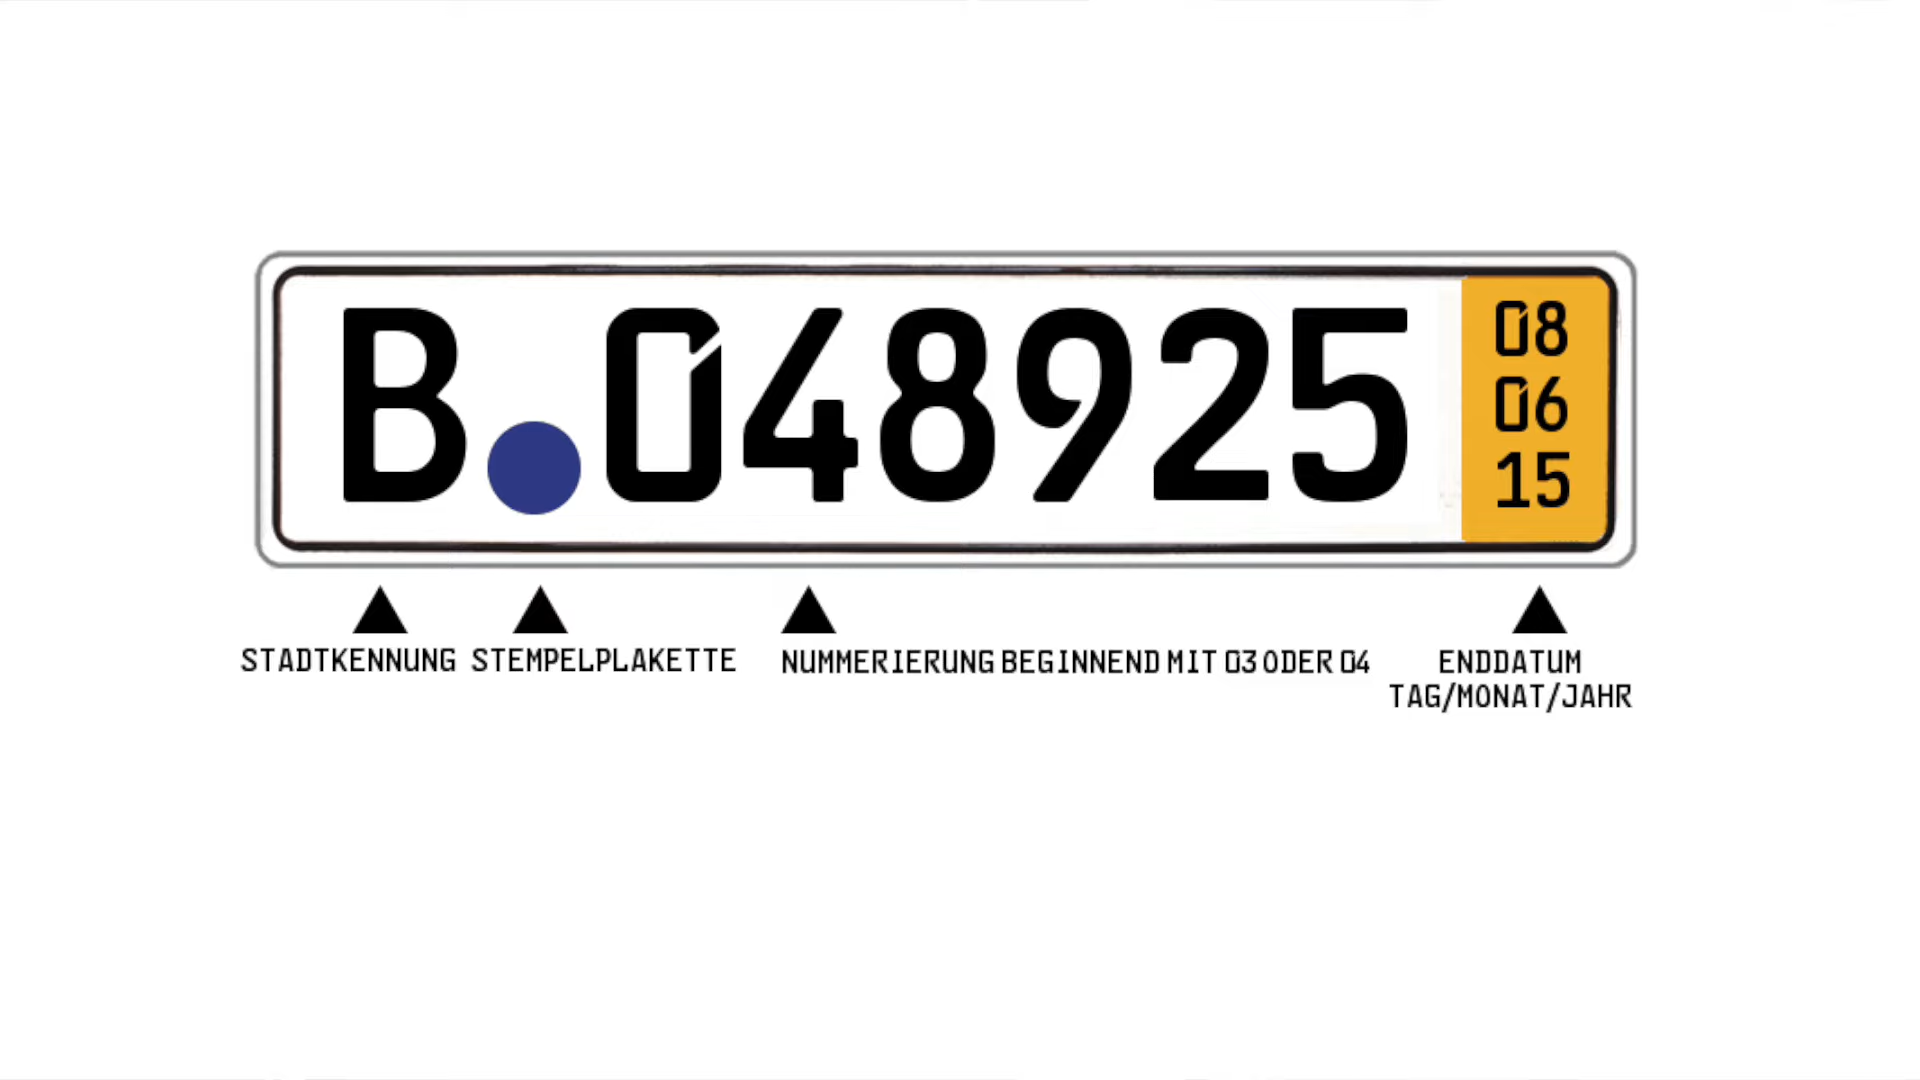 B 048925
08
06
15
STADTKENNUNG STEMPELPLAKETTE NUMMERIERUNG BEGINNEND MIT 03 ODER 04 ENDDATUM
TAG/MONAT/JAHR